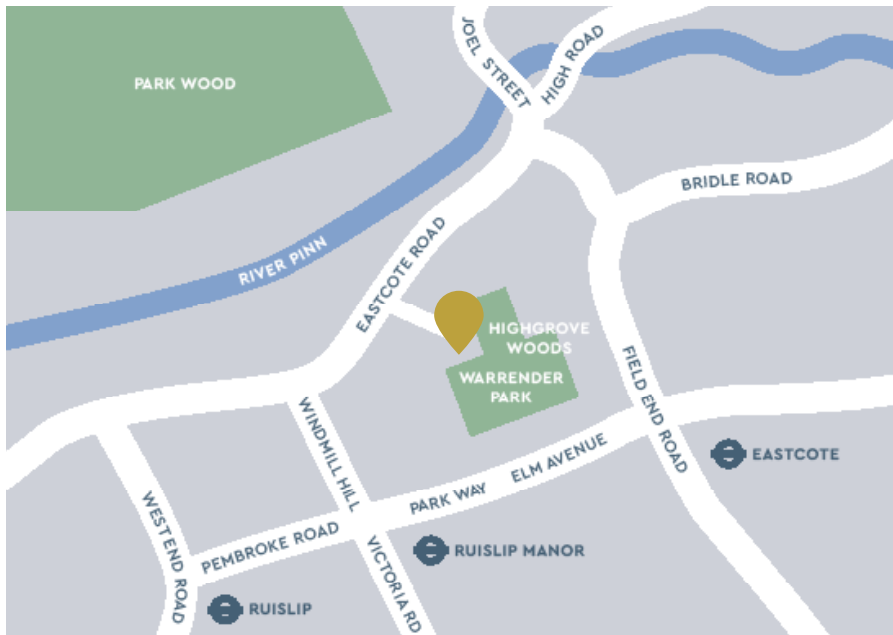 JOEL STREET
HIGH ROAD
PARK WOOD
BRIDLE ROAD
RIVER PINN
EASTCOTE ROAD
HIGHGROVE
WOODS
WARRENDER
PARK
FIELD END ROAD
WINDMILL HILL
ELM AVENUE
EASTCOTE
PARK WAY
WESTEND ROAD
PEMBROKE ROAD
VICTORIA RD
RUISLIP MANOR
RUISLIP